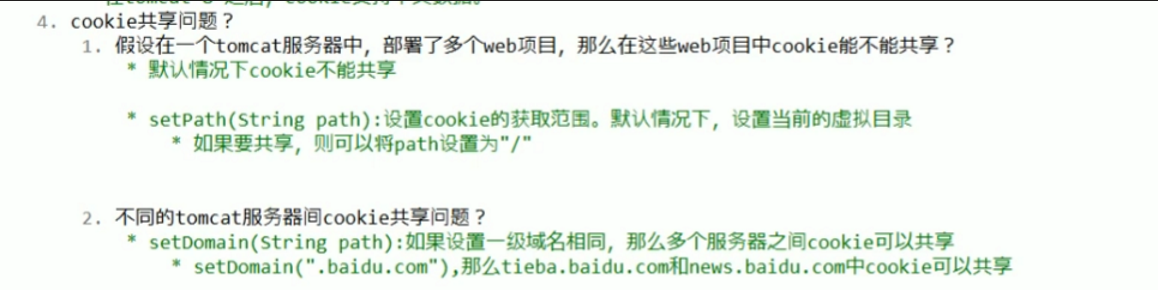 4. cookie共享问题？
1. 假设在一个tomcat服务器中，部署了多个web项目，那么在这些web项目中cookie能不能共享？
* 默认情况下cookie不能共享
* setPath(String path):设置cookie的获取范围。默认情况下，设置当前的虚拟目录
* 如果要共享，则可以将path设置为"/"
2. 不同的tomcat服务器间cookie共享问题？
* setDomain(String path):如果设置一级域名相同，那么多个服务器之间cookie可以共享
* setDomain(".baidu.com"),那么tieba.baidu.com和news.baidu.com中cookie可以共享